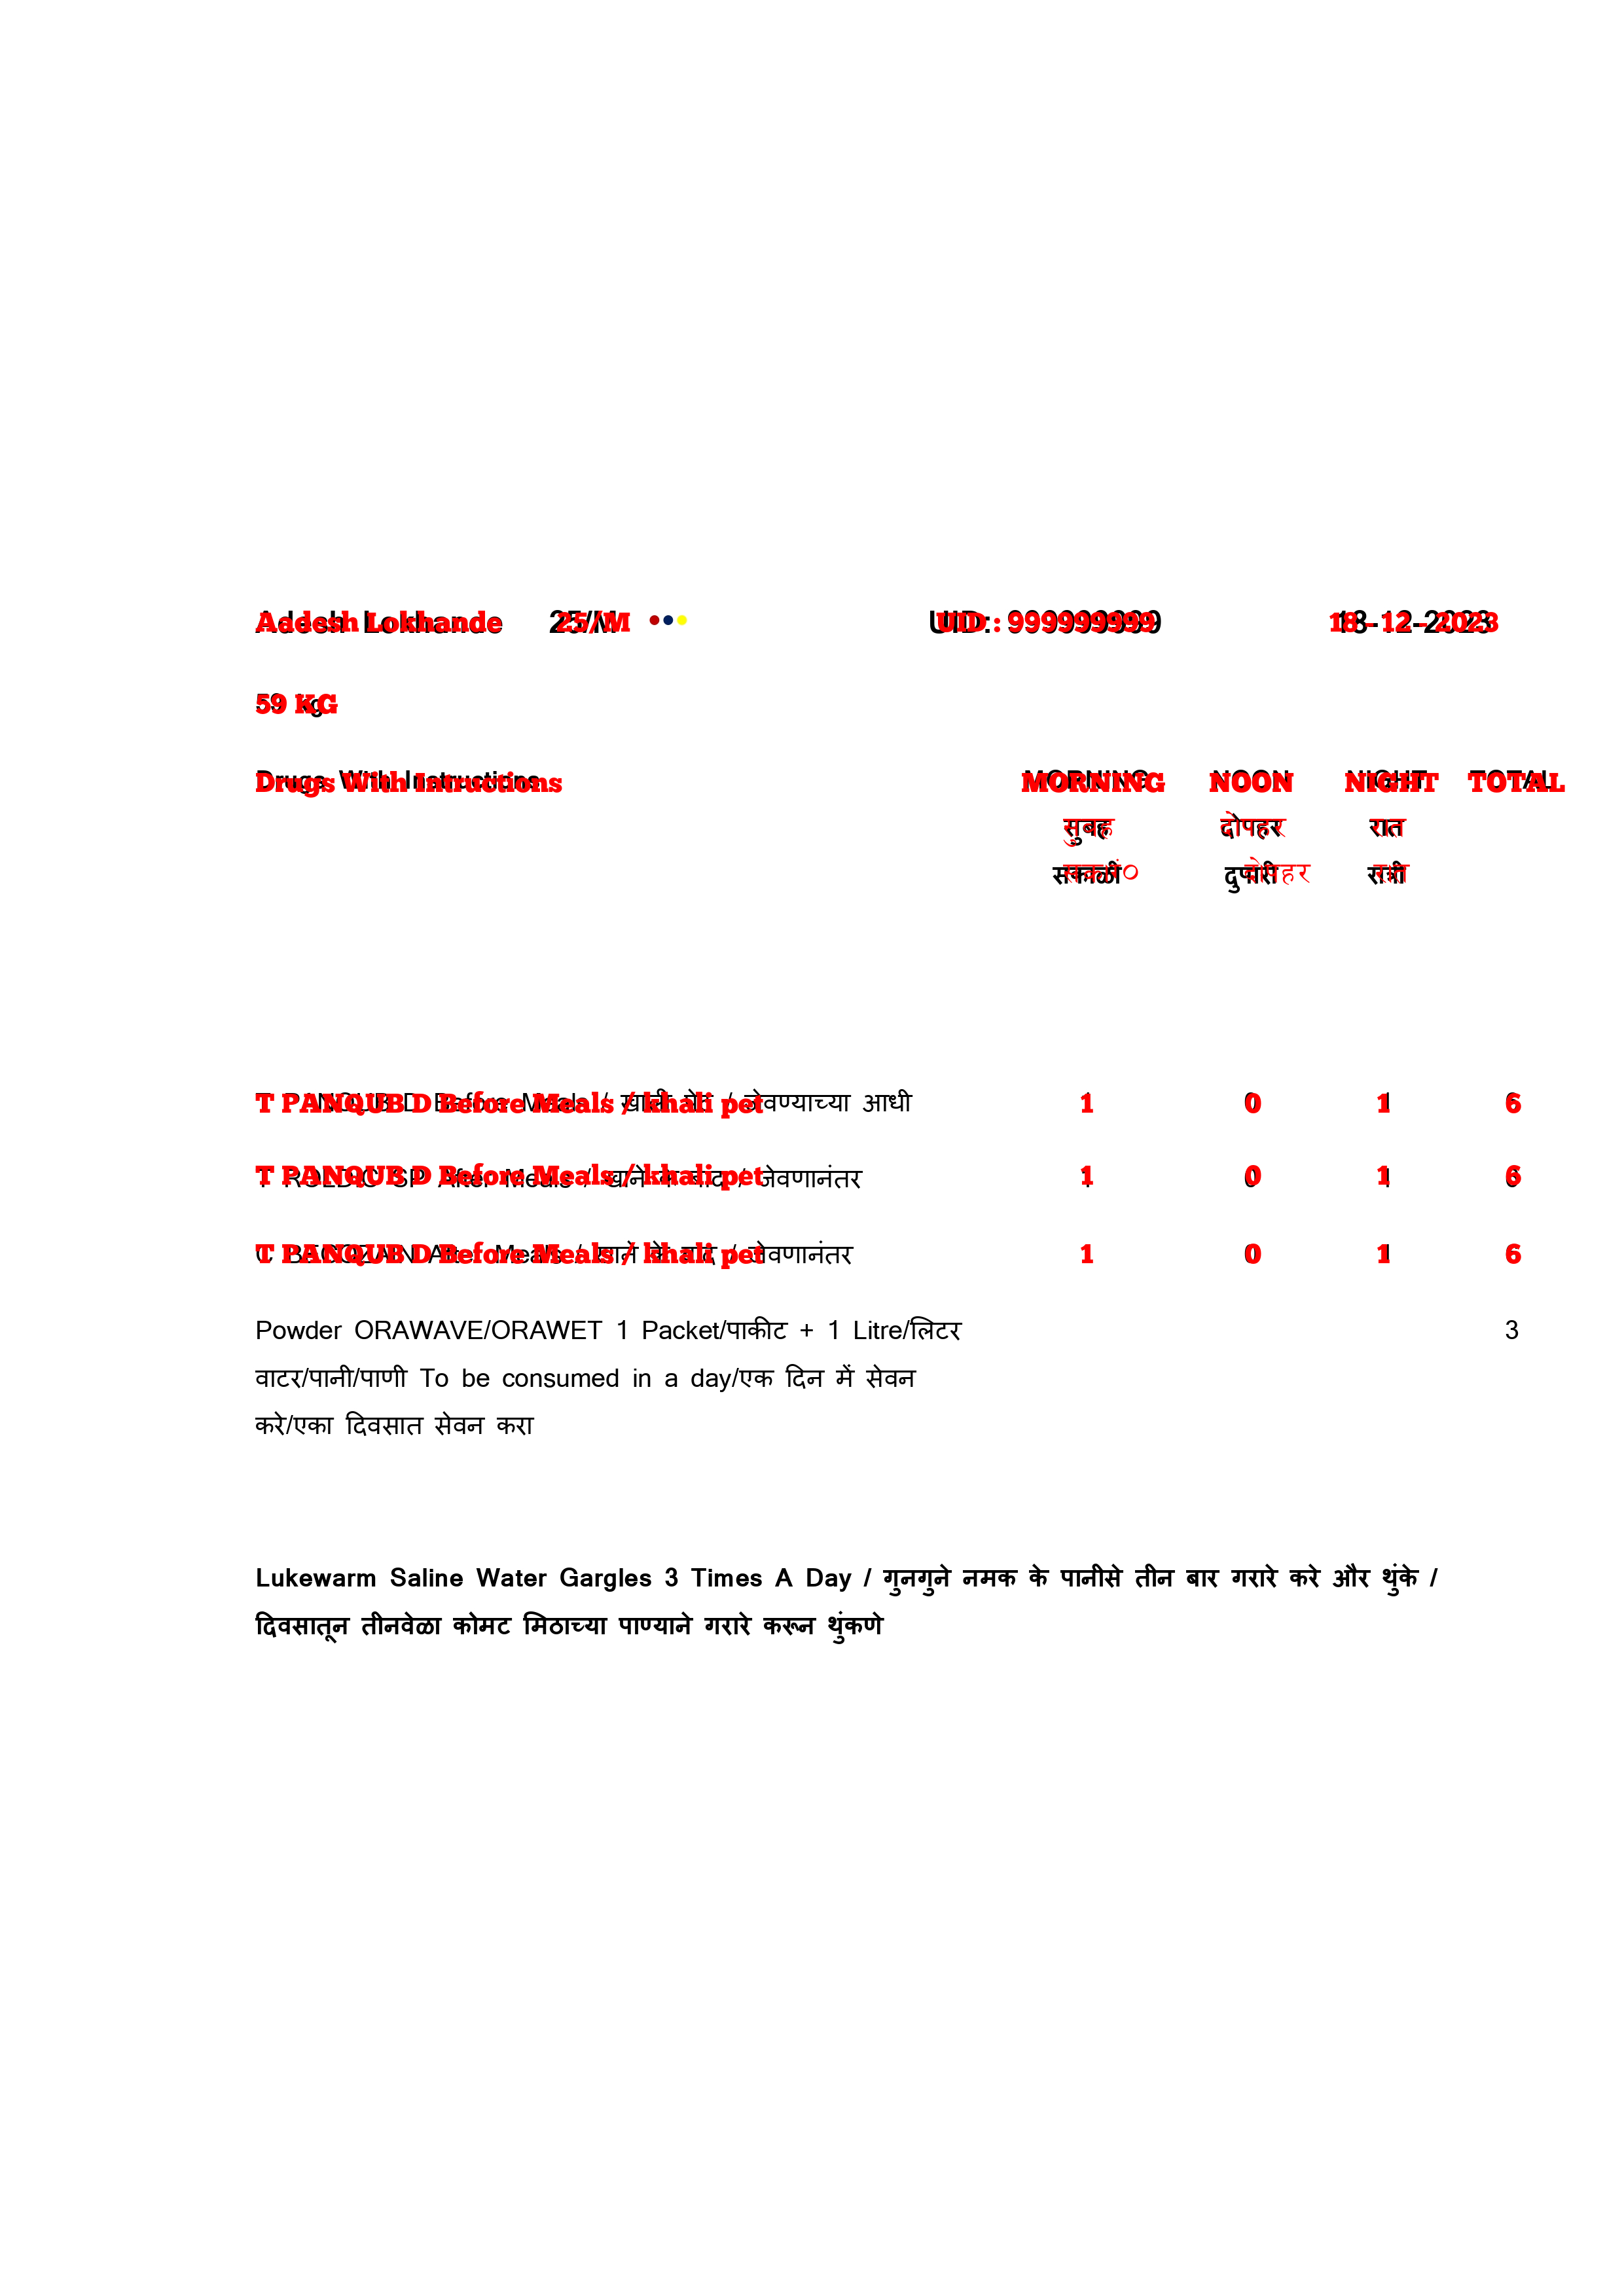 Aadesh Lokhande 25/M UID : 999999999 18 - 12 - 2023
59 KG
Drugs With Intructions MORNING NOON NIGHT TOTAL
सुबह दोपहर रात
सकाळी दुपारी रात्री
T PANQUB D Before Meals / khali pet 1 0 1 6
T PANQUB D Before Meals / khali pet 1 0 1 6
T PANQUB D Before Meals / khali pet 1 0 1 6
Powder ORAWAVE/ORAWET 1 Packet/पाकीट + 1 Litre/लिटर 3
वाटर/पानी/पाणी To be consumed in a day/एक दिन में सेवन
करे/एका दिवसात सेवन करा
Lukewarm Saline Water Gargles 3 Times A Day / गुनगुने नमक के पानीसे तीन बार गरारे करे और थुंके /
दिवसातून तीनवेळा कोमट मिठाच्या पाण्याने गरारे करून थुंकणे